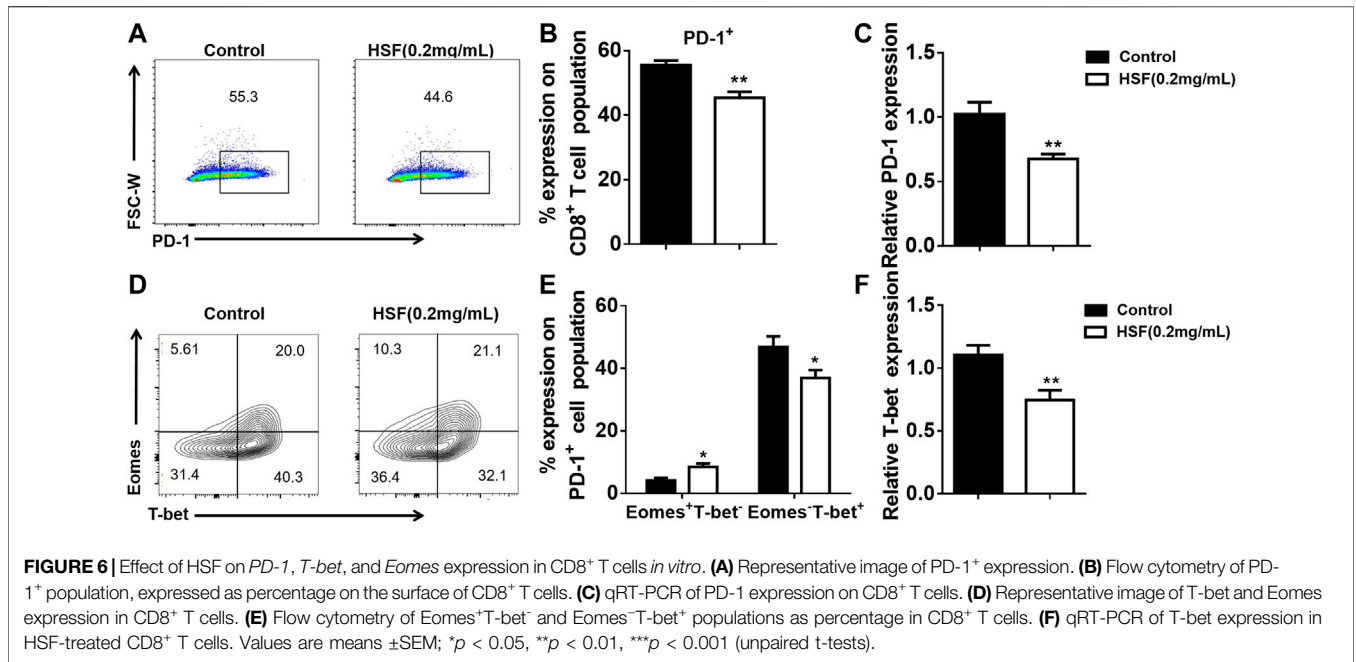 A
Control
HSF(0.2mg/mL)
55.3
44.6
FSC-W
PD-1
B
PD-1⁺
% expression on
CD8⁺ T cell population
60
40
20
0
**
C
Relative PD-1 expression
1.5
1.0
0.5
0.0
**
Control
HSF(0.2mg/mL)
D
Control
HSF(0.2mg/mL)
5.61
20.0
31.4
40.3
10.3
21.1
36.4
32.1
Eomes
T-bet
E
% expression on
PD-1⁺ cell population
60
40
20
0
*
*
Eomes⁺T-bet⁻ Eomes⁻T-bet⁺
F
Relative T-bet expression
1.5
1.0
0.5
0.0
**
Control
HSF(0.2mg/mL)
FIGURE 6 | Effect of HSF on PD-1, T-bet, and Eomes expression in CD8⁺ T cells in vitro. (A) Representative image of PD-1⁺ expression. (B) Flow cytometry of PD-
1⁺ population, expressed as percentage on the surface of CD8⁺ T cells. (C) qRT-PCR of PD-1 expression on CD8⁺ T cells. (D) Representative image of T-bet and Eomes
expression in CD8⁺ T cells. (E) Flow cytometry of Eomes⁺T-bet⁻ and Eomes⁻T-bet⁺ populations as percentage in CD8⁺ T cells. (F) qRT-PCR of T-bet expression in
HSF-treated CD8⁺ T cells. Values are means ±SEM; *p < 0.05, **p < 0.01, ***p < 0.001 (unpaired t-tests).